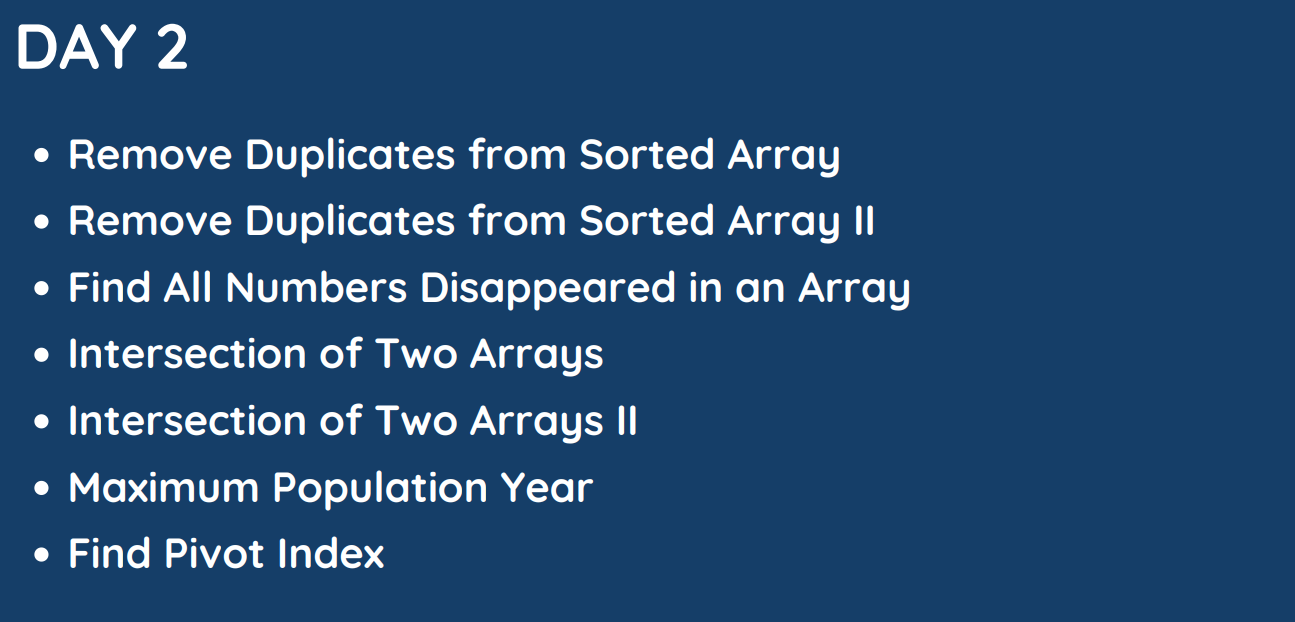 DAY 2
• Remove Duplicates from Sorted Array
• Remove Duplicates from Sorted Array II
• Find All Numbers Disappeared in an Array
• Intersection of Two Arrays
• Intersection of Two Arrays II
• Maximum Population Year
• Find Pivot Index